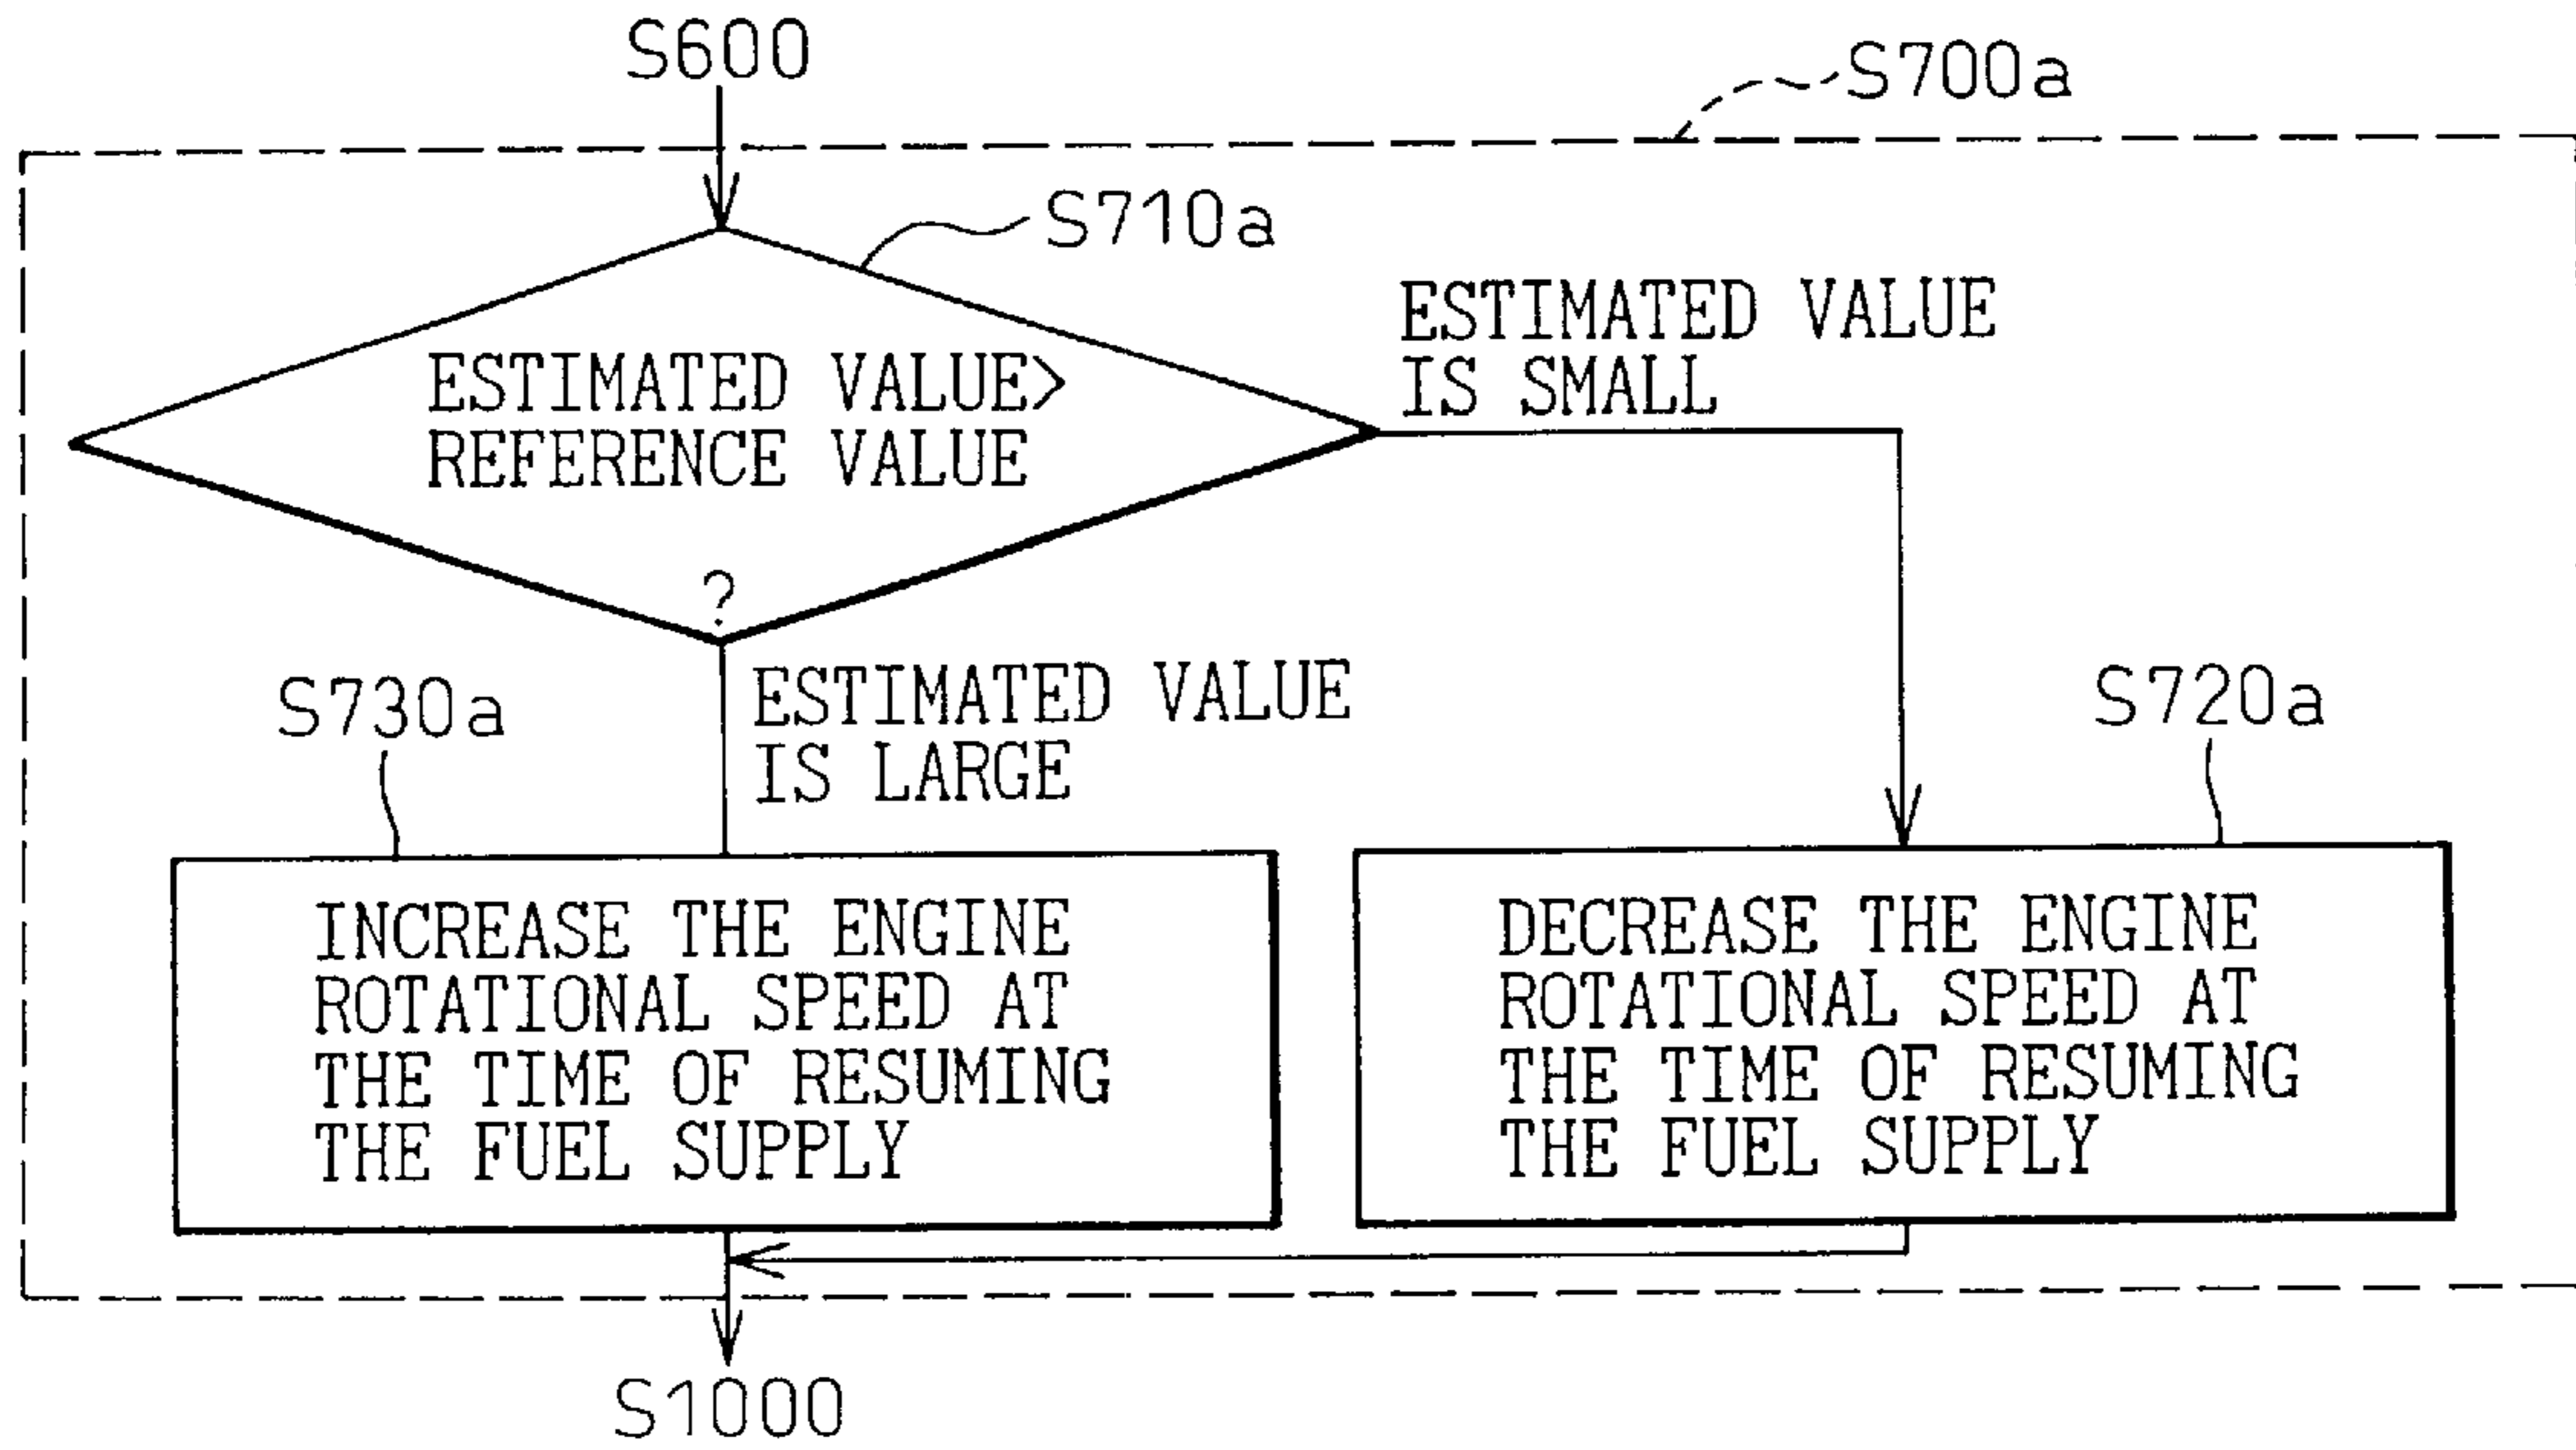 S600
S700a
S710a
ESTIMATED VALUE>
REFERENCE VALUE
?
ESTIMATED VALUE
IS SMALL
ESTIMATED VALUE
IS LARGE
S730a
S720a
INCREASE THE ENGINE
ROTATIONAL SPEED AT
THE TIME OF RESUMING
THE FUEL SUPPLY
DECREASE THE ENGINE
ROTATIONAL SPEED AT
THE TIME OF RESUMING
THE FUEL SUPPLY
S1000